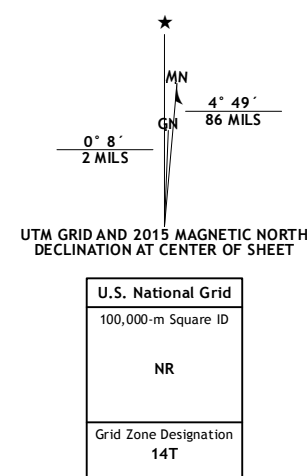 ★
MN
GN
4° 49´
86 MILS
0° 8´
2 MILS
UTM GRID AND 2015 MAGNETIC NORTH
DECLINATION AT CENTER OF SHEET
U.S. National Grid
100,000-m Square ID
NR
Grid Zone Designation
14T